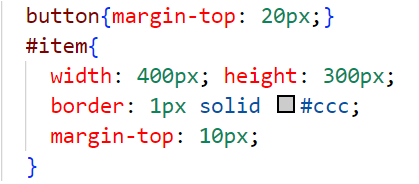 button{margin-top: 20px;}
#item{
width: 400px; height: 300px;
border: 1px solid #ccc;
margin-top: 10px;
}